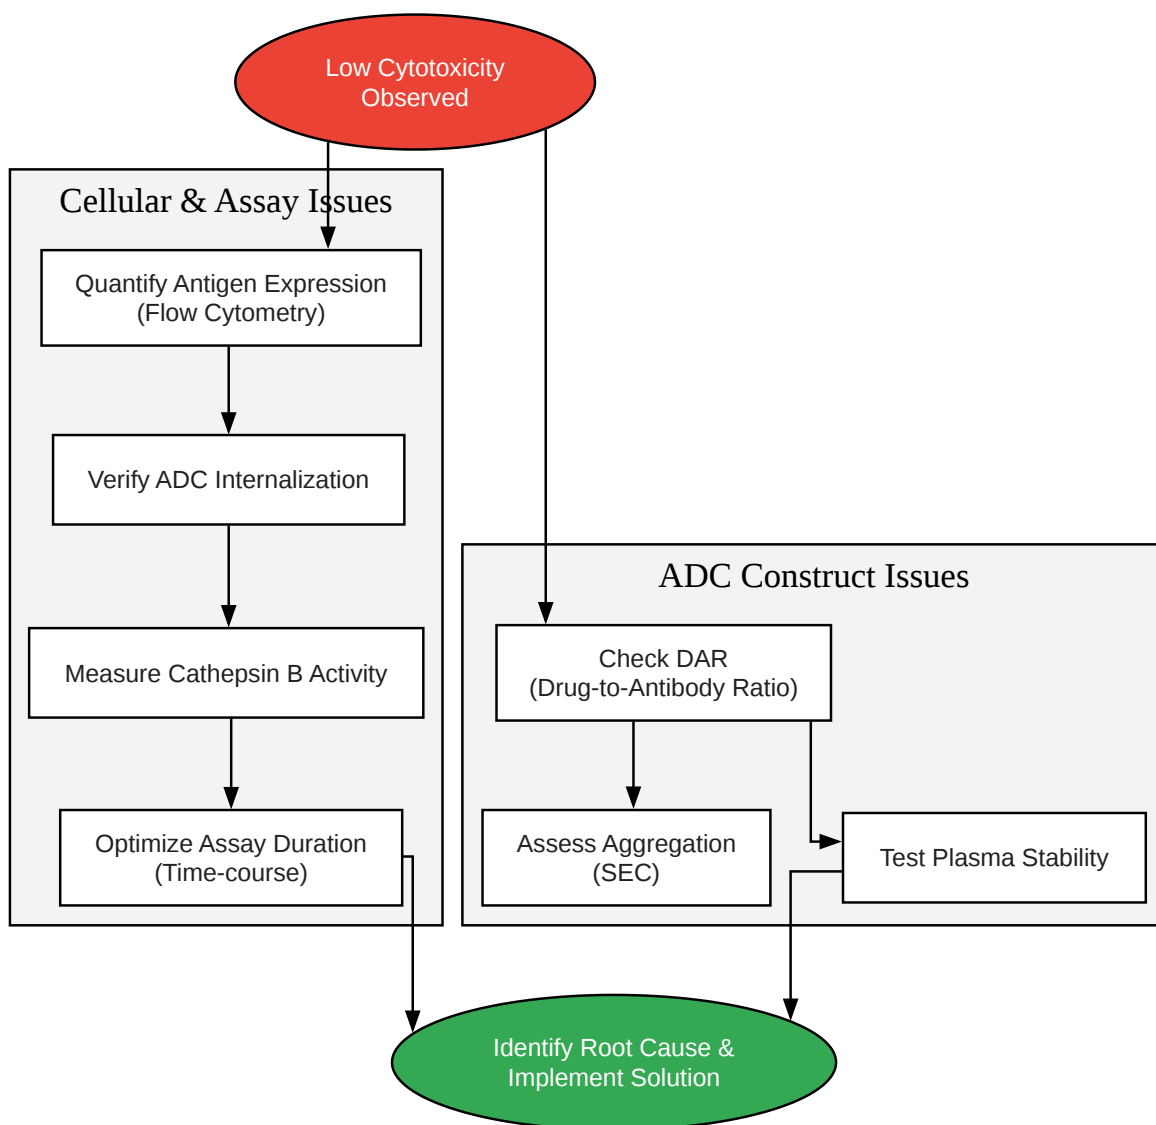 Low Cytotoxicity
Observed
Cellular & Assay Issues
Quantify Antigen Expression
(Flow Cytometry)
Verify ADC Internalization
Measure Cathepsin B Activity
Optimize Assay Duration
(Time-course)
ADC Construct Issues
Check DAR
(Drug-to-Antibody Ratio)
Assess Aggregation
(SEC)
Test Plasma Stability
Identify Root Cause &
Implement Solution